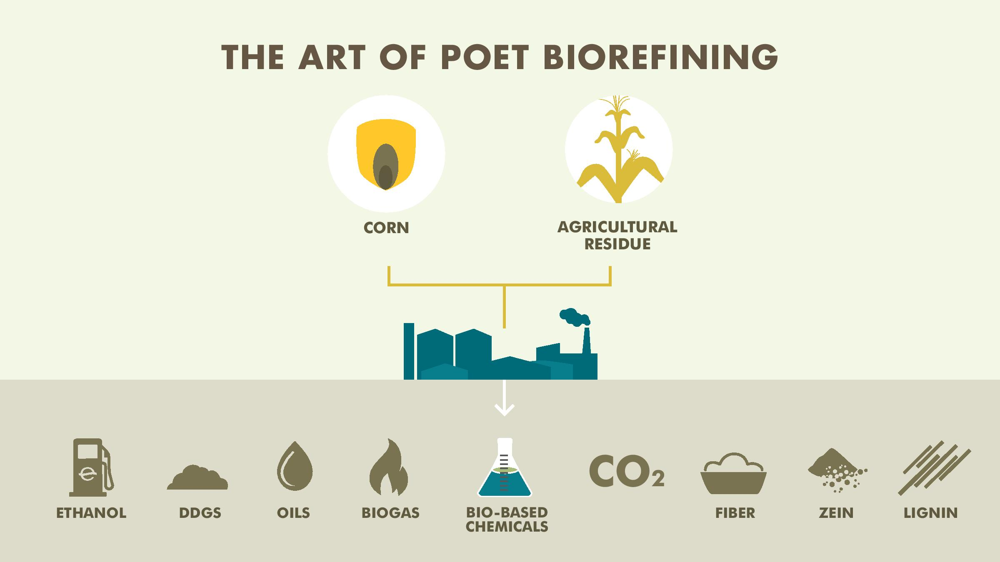 THE ART OF POET BIOREFINING
CORN
AGRICULTURAL
RESIDUE
CO₂
ETHANOL
DDGS
OILS
BIOGAS
BIO-BASED
CHEMICALS
FIBER
ZEIN
LIGNIN